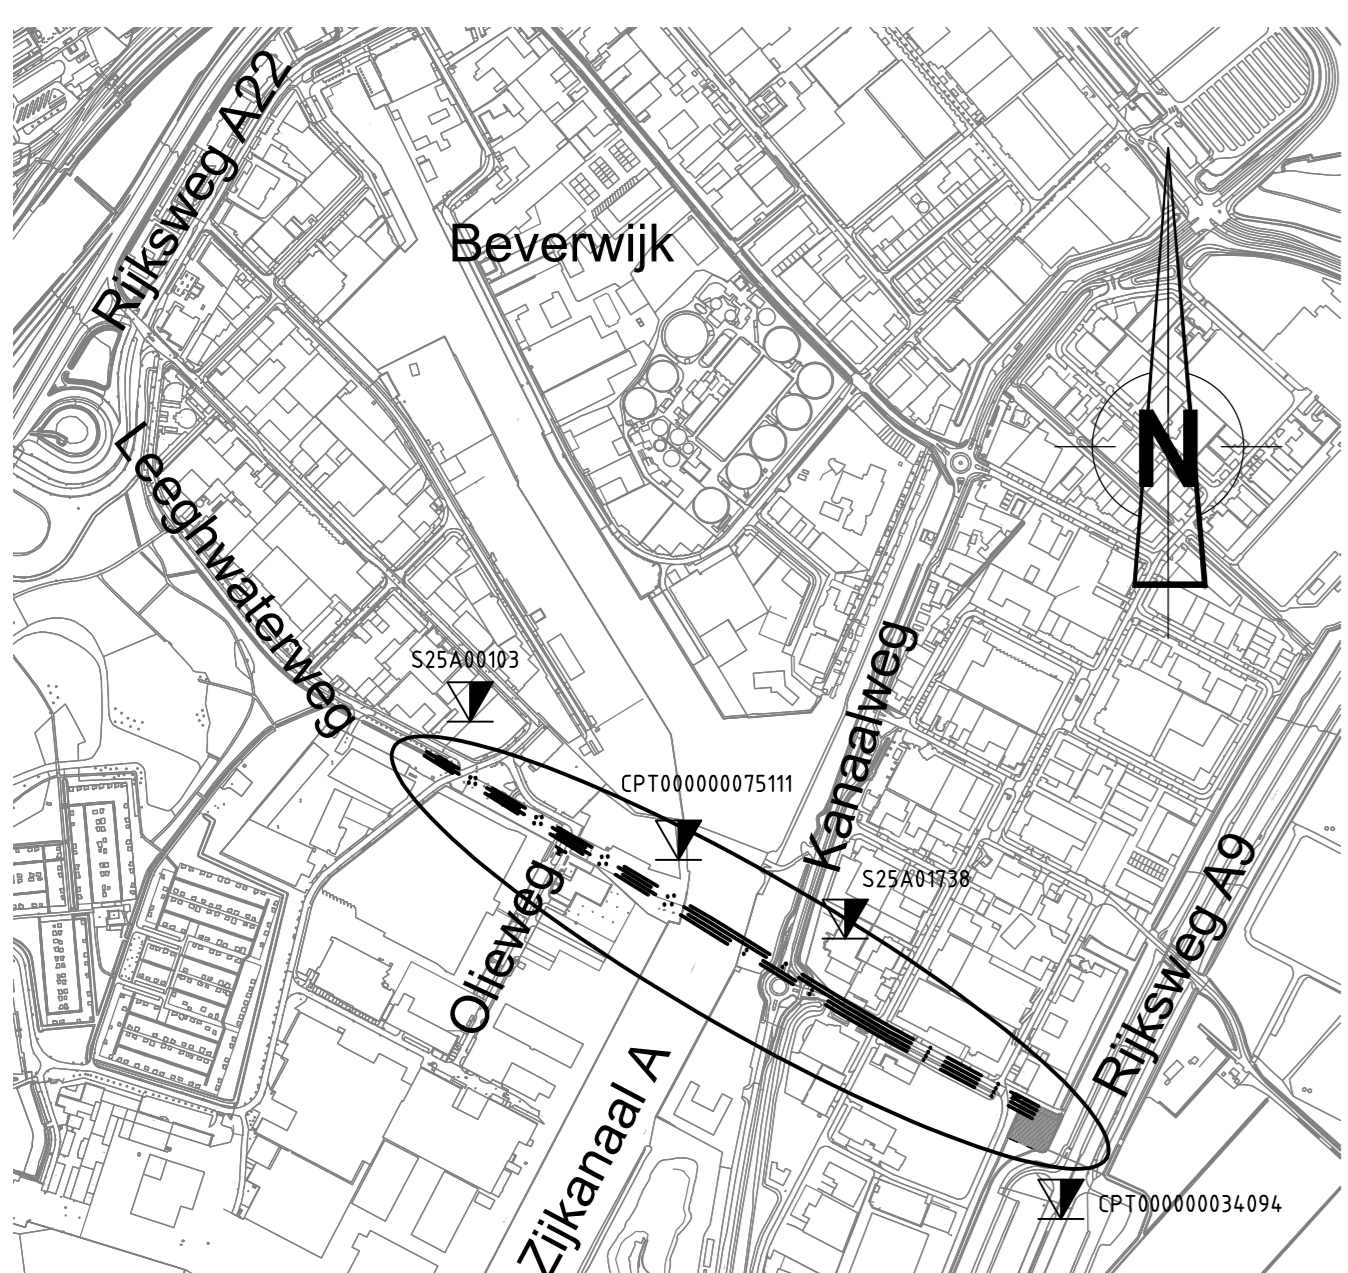 Rijksweg A22
Beverwijk
N
Leeghwaterweg
S25A00103
Kanaalweg
CPT000000075111
Rijksweg A9
S25A01738
Olieweg
Zijkanaal A
CPT000000034094